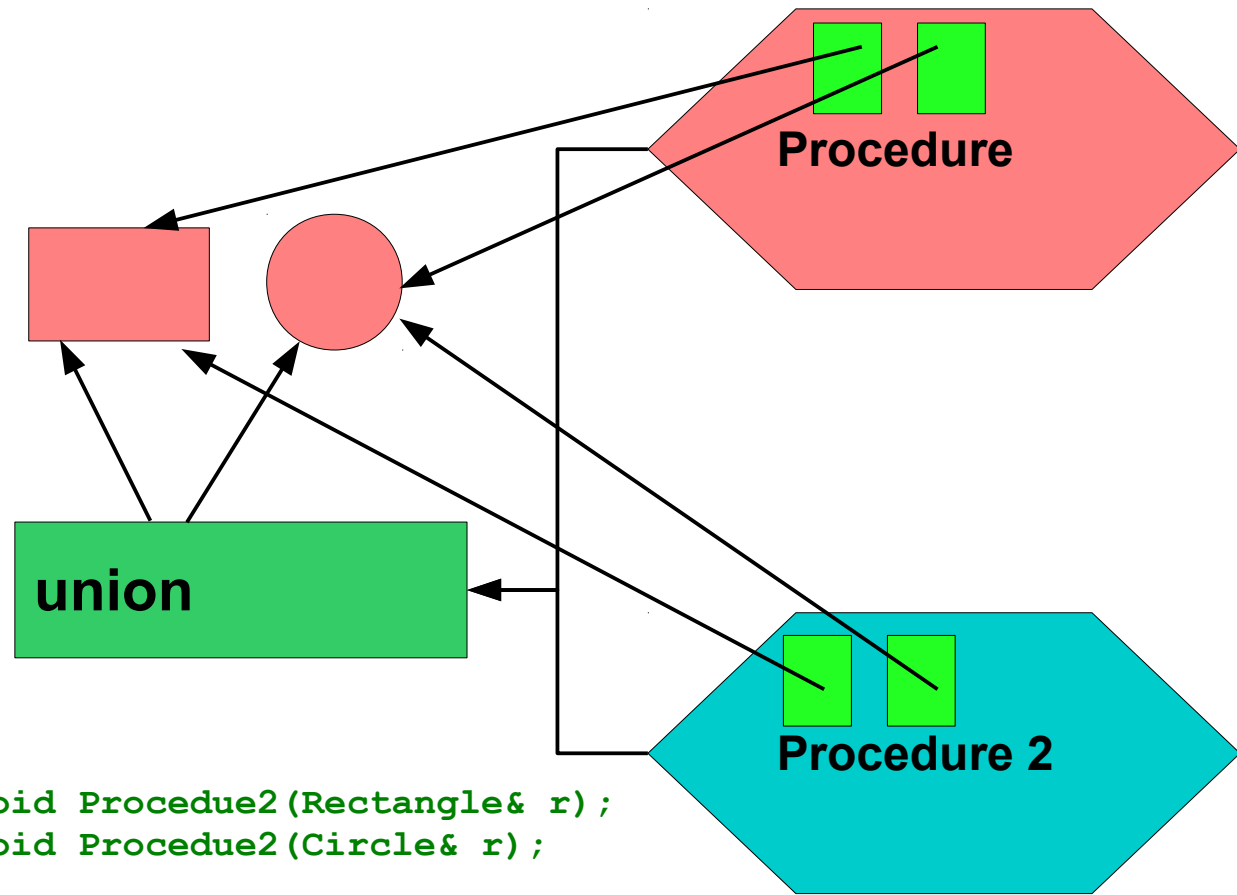 Procedure
union
Procedure 2
oid Procedue2(Rectangle& r);
oid Procedue2(Circle& r);